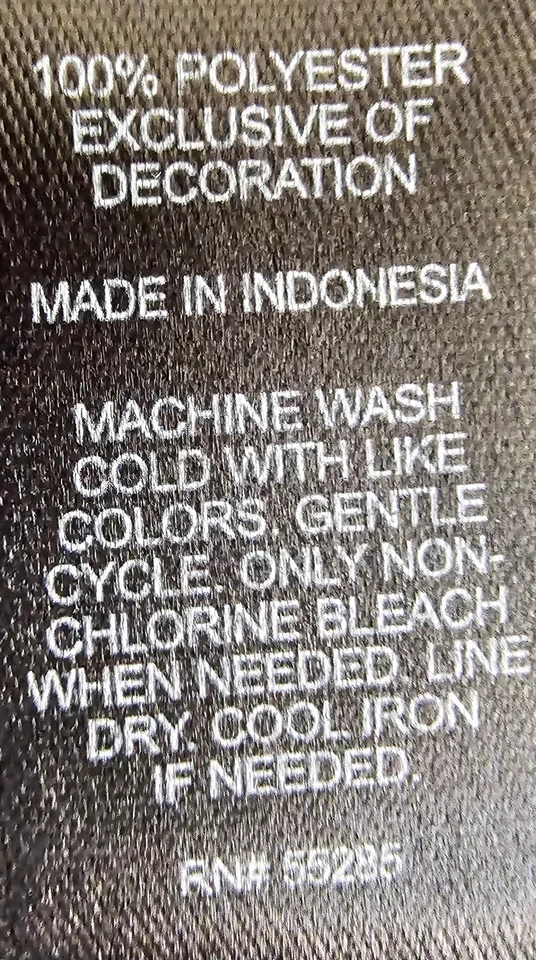 100% POLYESTER
EXCLUSIVE OF
DECORATION
MADE IN INDONESIA
MACHINE WASH
COLD WITH LIKE
COLORS. GENTLE
CYCLE. ONLY NON-
CHLORINE BLEACH
WHEN NEEDED. LINE
DRY. COOL IRON
IF NEEDED.
RN# 55285